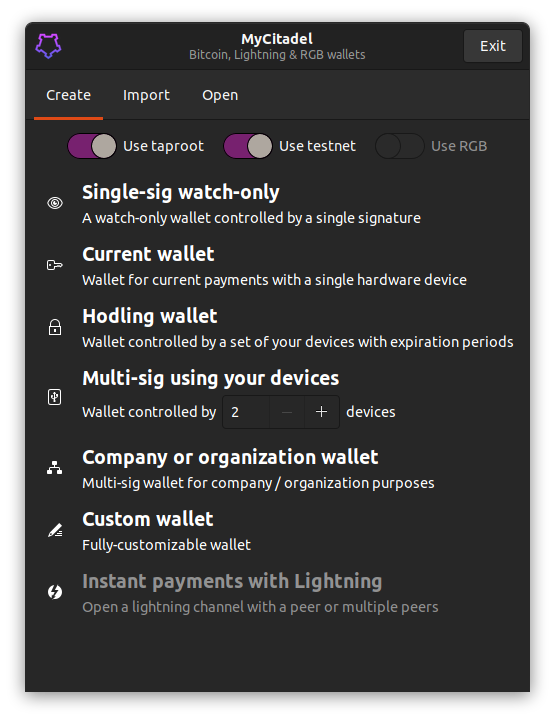 MyCitadel
Bitcoin, Lightning & RGB wallets
Exit
Create Import Open
Use taproot Use testnet Use RGB
Single-sig watch-only
A watch-only wallet controlled by a single signature
Current wallet
Wallet for current payments with a single hardware device
Hodling wallet
Wallet controlled by a set of your devices with expiration periods
Multi-sig using your devices
Wallet controlled by 2 − + devices
Company or organization wallet
Multi-sig wallet for company / organization purposes
Custom wallet
Fully-customizable wallet
Instant payments with Lightning
Open a lightning channel with a peer or multiple peers